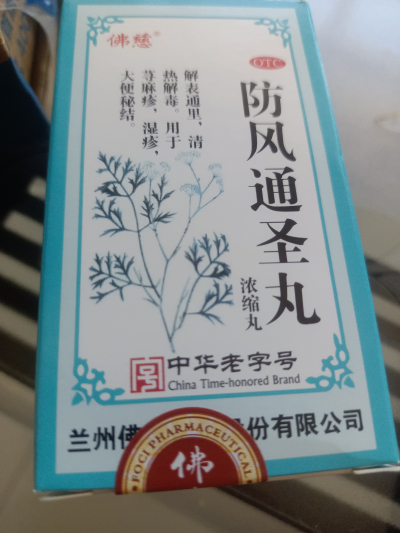 佛慈®
OTC
防风通圣丸
浓缩丸
解表通里，清
热解毒。用于
荨麻疹，湿疹，
大便秘结。
号
中华老字号
China Time-honored Brand
兰州佛 份有限公司
FOCI PHARMACEUTICAL
佛